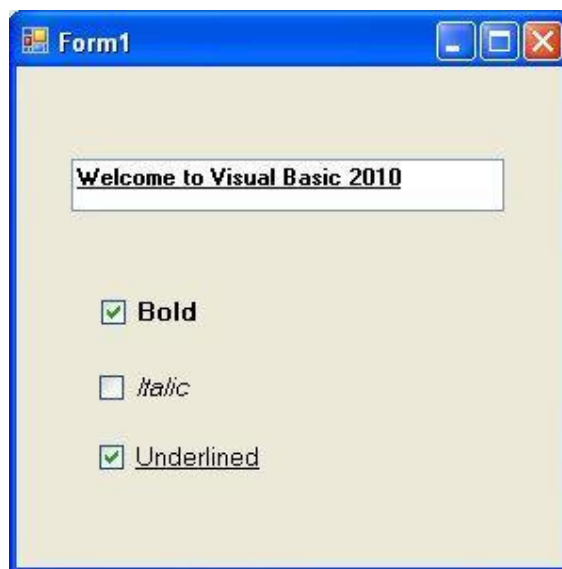 Form1
Welcome to Visual Basic 2010
Bold
Italic
Underlined